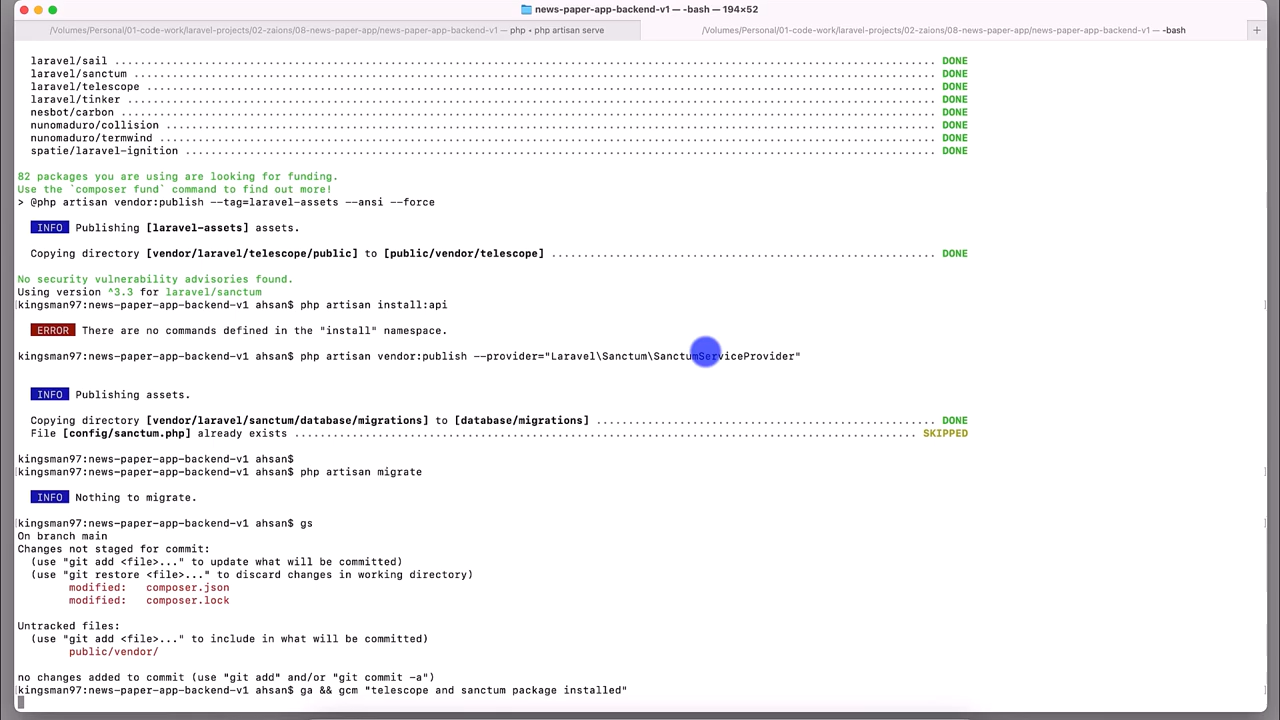 news-paper-app-backend-v1 — -bash — 194×52
/Volumes/Personal/01-code-work/laravel-projects/02-zaions/08-news-paper-app/news-paper-app-backend-v1 — php • php artisan serve
/Volumes/Personal/01-code-work/laravel-projects/02-zaions/08-news-paper-app/news-paper-app-backend-v1 — -bash
+
laravel/sail ........................................ DONE
laravel/sanctum ........................................ DONE
laravel/telescope ........................................ DONE
laravel/tinker ........................................ DONE
nesbot/carbon ........................................ DONE
nunomaduro/collision ........................................ DONE
nunomaduro/termwind ........................................ DONE
spatie/laravel-ignition ........................................ DONE
82 packages you are using are looking for funding.
Use the `composer fund` command to find out more!
> @php artisan vendor:publish --tag=laravel-assets --ansi --force
INFO Publishing [laravel-assets] assets.
Copying directory [vendor/laravel/telescope/public] to [public/vendor/telescope] ........................................ DONE
No security vulnerability advisories found.
Using version ^3.3 for laravel/sanctum
[kingsman97:news-paper-app-backend-v1 ahsan$ php artisan install:api ]
ERROR There are no commands defined in the "install" namespace.
kingsman97:news-paper-app-backend-v1 ahsan$ php artisan vendor:publish --provider="Laravel\Sanctum\SanctumServiceProvider"
INFO Publishing assets.
Copying directory [vendor/laravel/sanctum/database/migrations] to [database/migrations] ........................................ DONE
File [config/sanctum.php] already exists ........................................ SKIPPED
kingsman97:news-paper-app-backend-v1 ahsan$
[kingsman97:news-paper-app-backend-v1 ahsan$ php artisan migrate ]
INFO Nothing to migrate.
[kingsman97:news-paper-app-backend-v1 ahsan$ gs ]
On branch main
Changes not staged for commit:
(use "git add <file>..." to update what will be committed)
(use "git restore <file>..." to discard changes in working directory)
modified: composer.json
modified: composer.lock
Untracked files:
(use "git add <file>..." to include in what will be committed)
public/vendor/
no changes added to commit (use "git add" and/or "git commit -a")
[kingsman97:news-paper-app-backend-v1 ahsan$ ga && gcm "telescope and sanctum package installed" ]